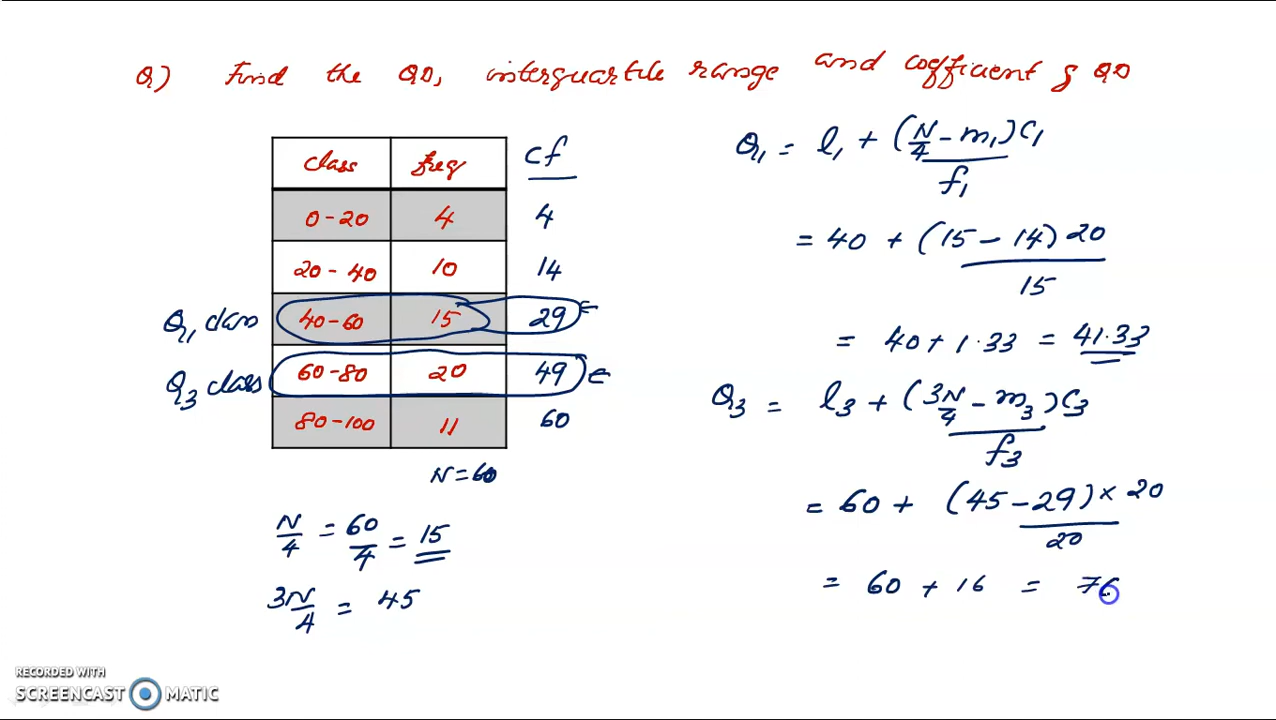 Q) Find the QD, interquartile range and coefficient of QD
class freq cf
0-20 4 4
20-40 10 14
Q₁ class 40-60 15 29
Q₃ class 60-80 20 49
80-100 11 60
N=60
N/4 = 60/4 = 15
3N/4 = 45
Q₁ = l₁ + (N/4 - m₁)C₁ / f₁
= 40 + (15-14)20 / 15
= 40+1.33 = 41.33
Q₃ = l₃ + (3N/4 - m₃)C₃ / f₃
= 60 + (45-29)×20 / 20
= 60 + 16 = 76
RECORDED WITH
SCREENCAST MATIC